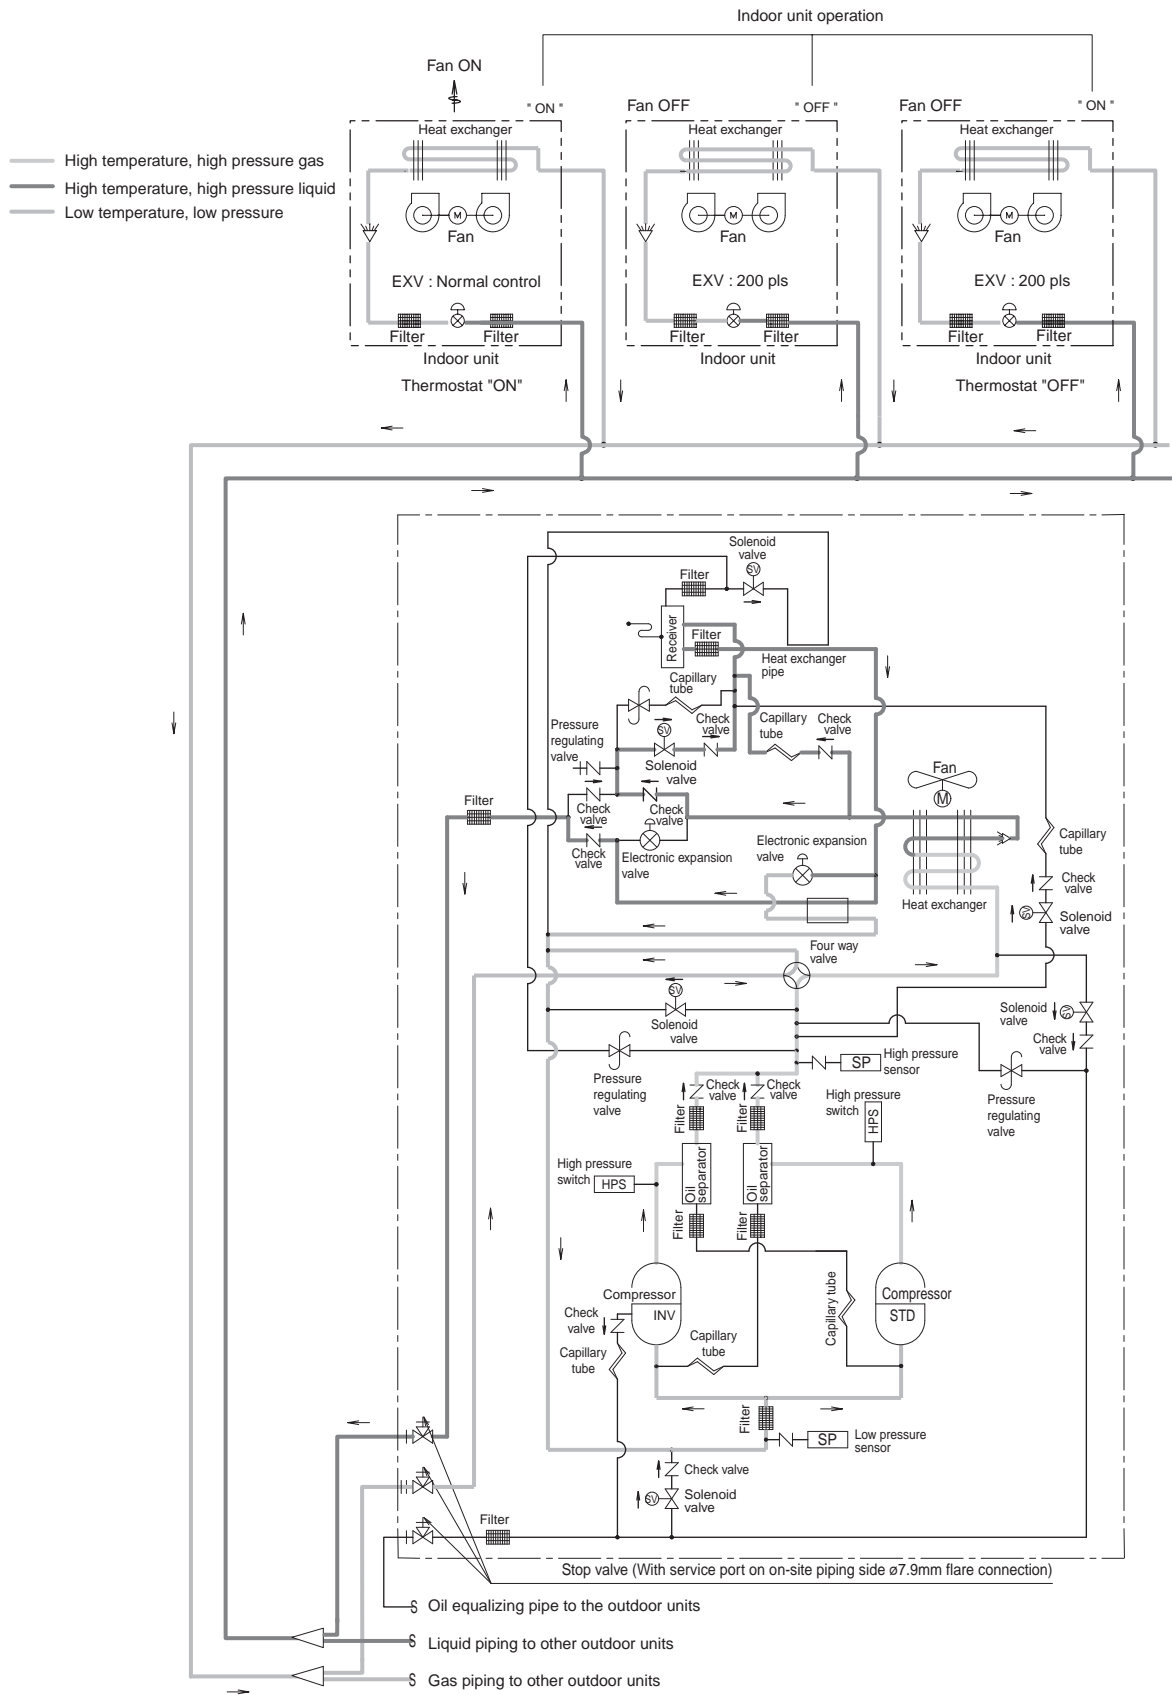 Indoor unit operation
Fan ON
" ON "
Fan OFF
" OFF "
Fan OFF
" ON "
High temperature, high pressure gas
High temperature, high pressure liquid
Low temperature, low pressure
Heat exchanger
M
Fan
EXV : Normal control
Filter
Filter
Indoor unit
Thermostat "ON"
Heat exchanger
M
Fan
EXV : 200 pls
Filter
Filter
Indoor unit
Heat exchanger
M
Fan
EXV : 200 pls
Filter
Filter
Indoor unit
Thermostat "OFF"
Solenoid
valve
SV
Filter
Receiver
Filter
Heat exchanger
pipe
Capillary
tube
Pressure
regulating
valve
SV
Check
valve
Solenoid
valve
Capillary
tube
Check
valve
Fan
M
Filter
Check
valve
Check
valve
Check
valve
Electronic expansion
valve
Electronic expansion
valve
Heat exchanger
Capillary
tube
Check
valve
SV
Solenoid
valve
Four way
valve
SV
Solenoid
valve
Solenoid
valve
SV
Check
valve
Pressure
regulating
valve
SP
High pressure
sensor
Pressure
regulating
valve
Check
valve
Check
valve
Filter
Filter
High pressure
switch
HPS
High pressure
switch
HPS
Oil
separator
Oil
separator
Filter
Filter
Compressor
INV
Compressor
STD
Check
valve
Capillary
tube
Capillary
tube
Capillary tube
Filter
SP
Low pressure
sensor
Check valve
SV
Solenoid
valve
Filter
Stop valve (With service port on on-site piping side ø7.9mm flare connection)
Oil equalizing pipe to the outdoor units
Liquid piping to other outdoor units
Gas piping to other outdoor units